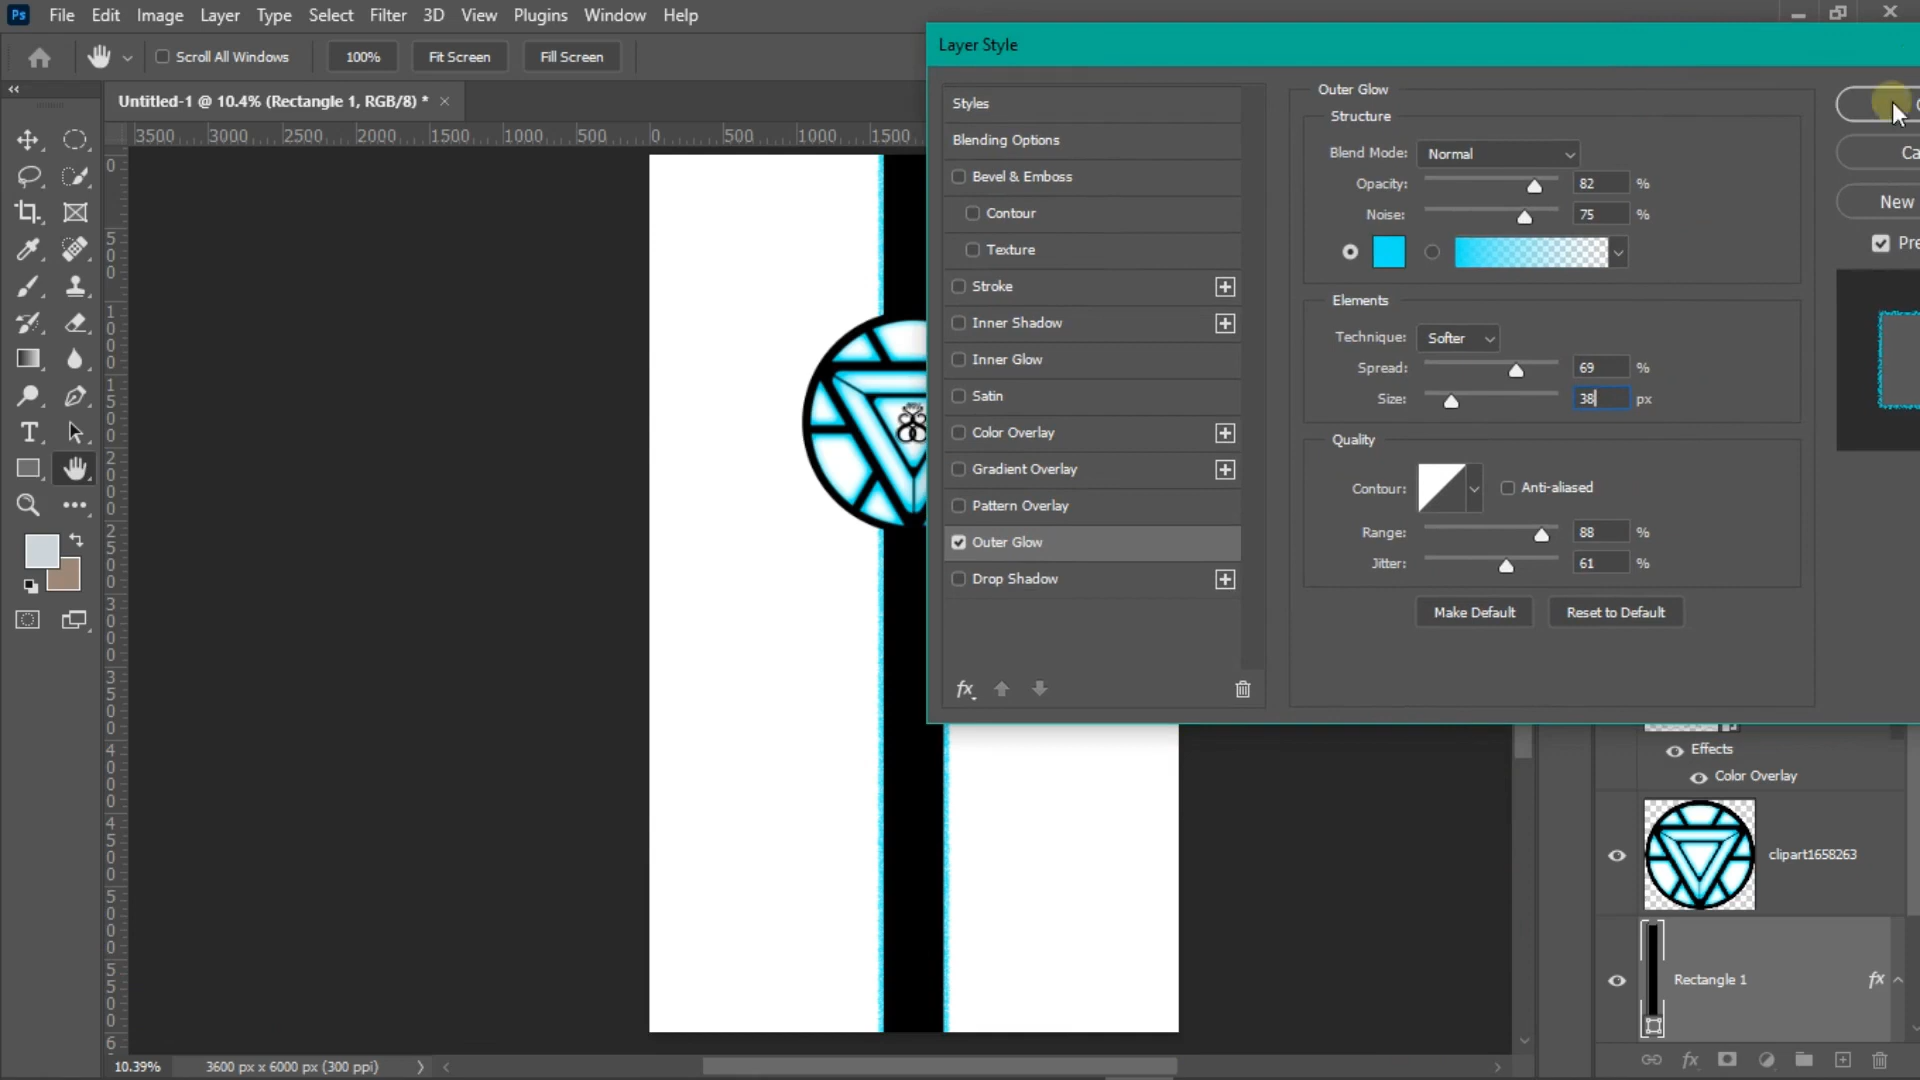 Ps File Edit Image Layer Type Select Filter 3D View Plugins Window Help
Scroll All Windows 100% Fit Screen Fill Screen
Untitled-1 @ 10.4% (Rectangle 1, RGB/8) *
3500 3000 2500 2000 1500 1000 500 0 500 1000 1500
Layer Style
Styles
Blending Options
Bevel & Emboss
Contour
Texture
Stroke
Inner Shadow
Inner Glow
Satin
Color Overlay
Gradient Overlay
Pattern Overlay
Outer Glow
Drop Shadow
fx
Outer Glow
Structure
Blend Mode: Normal
Opacity: 82 %
Noise: 75 %
Elements
Technique: Softer
Spread: 69 %
Size: 38 px
Quality
Contour: Anti-aliased
Range: 88 %
Jitter: 61 %
Make Default Reset to Default
Ca
New
Pre
Effects
Color Overlay
clipart1658263
Rectangle 1 fx
fx
10.39% 3600 px x 6000 px (300 ppi)